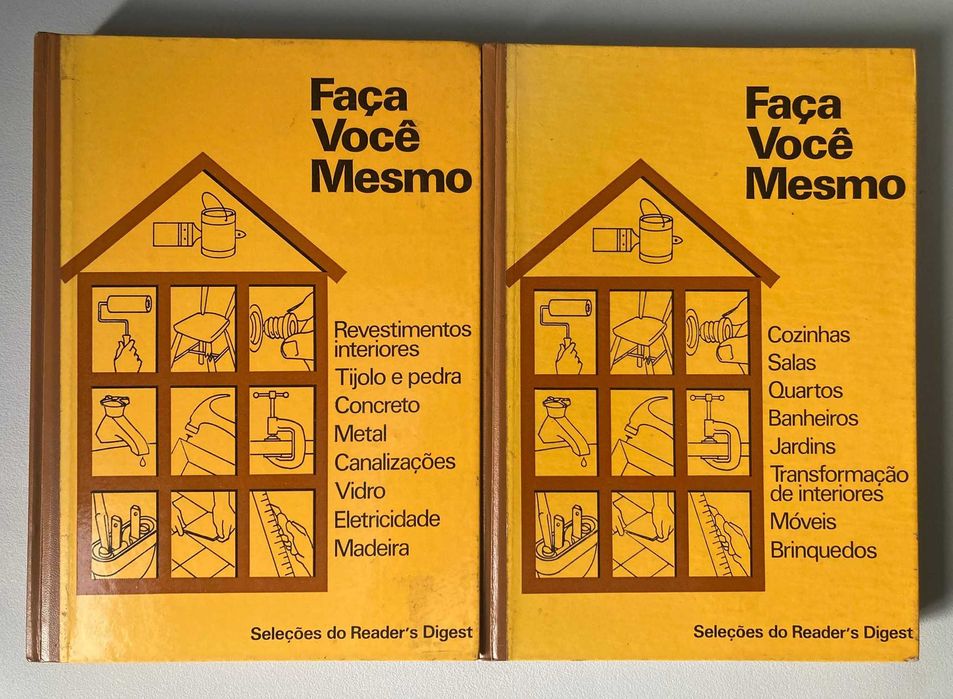 Faça
Você
Mesmo
Revestimentos
interiores
Tijolo e pedra
Concreto
Metal
Canalizações
Vidro
Eletricidade
Madeira
Seleções do Reader's Digest
Faça
Você
Mesmo
Cozinhas
Salas
Quartos
Banheiros
Jardins
Transformação
de interiores
Móveis
Brinquedos
Seleções do Reader's Digest